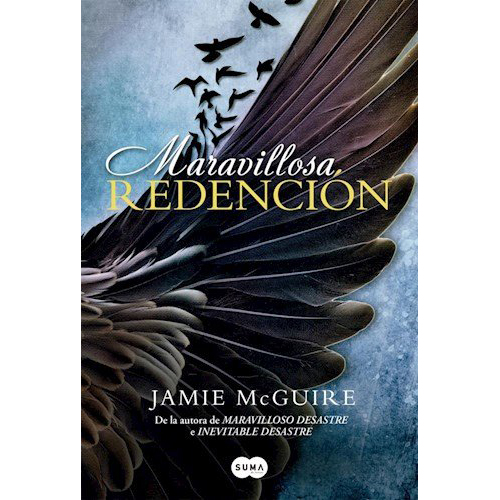 Maravillosa
REDENCIÓN
JAMIE McGUIRE
De la autora de MARAVILLOSO DESASTRE
e INEVITABLE DESASTRE
SUMA